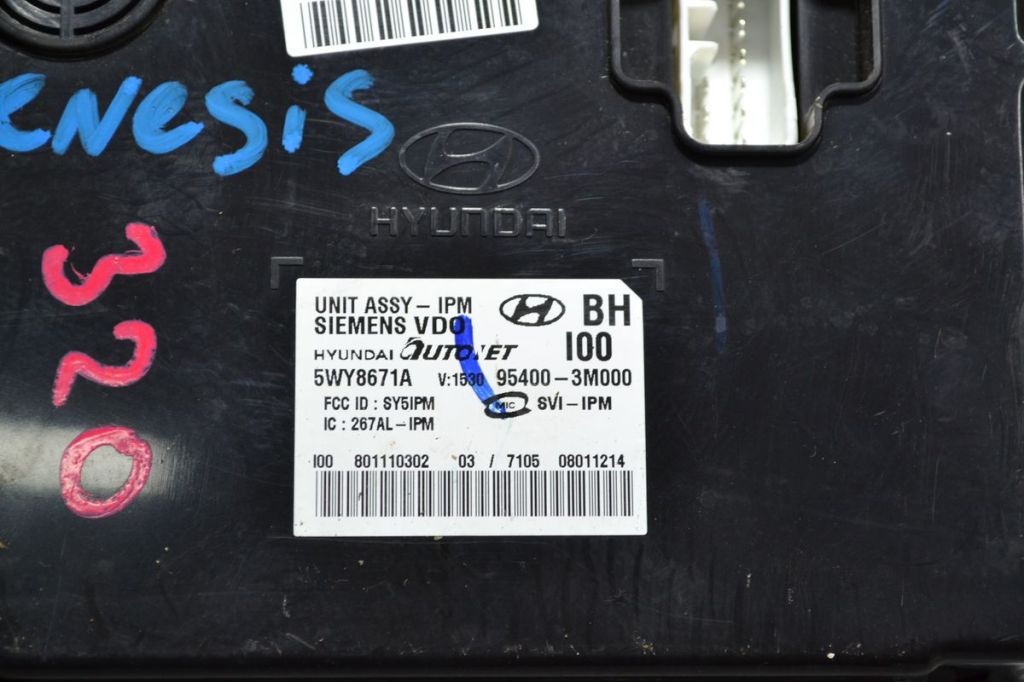 enesis
HYUNDAI
320
UNIT ASSY – IPM
SIEMENS VDO
BH
HYUNDAI AUTONET
I00
5WY8671A V:1530 95400 – 3M000
FCC ID : SY5IPM MIC SVI – IPM
IC : 267AL – IPM
I00 801110302 03 / 7105 08011214